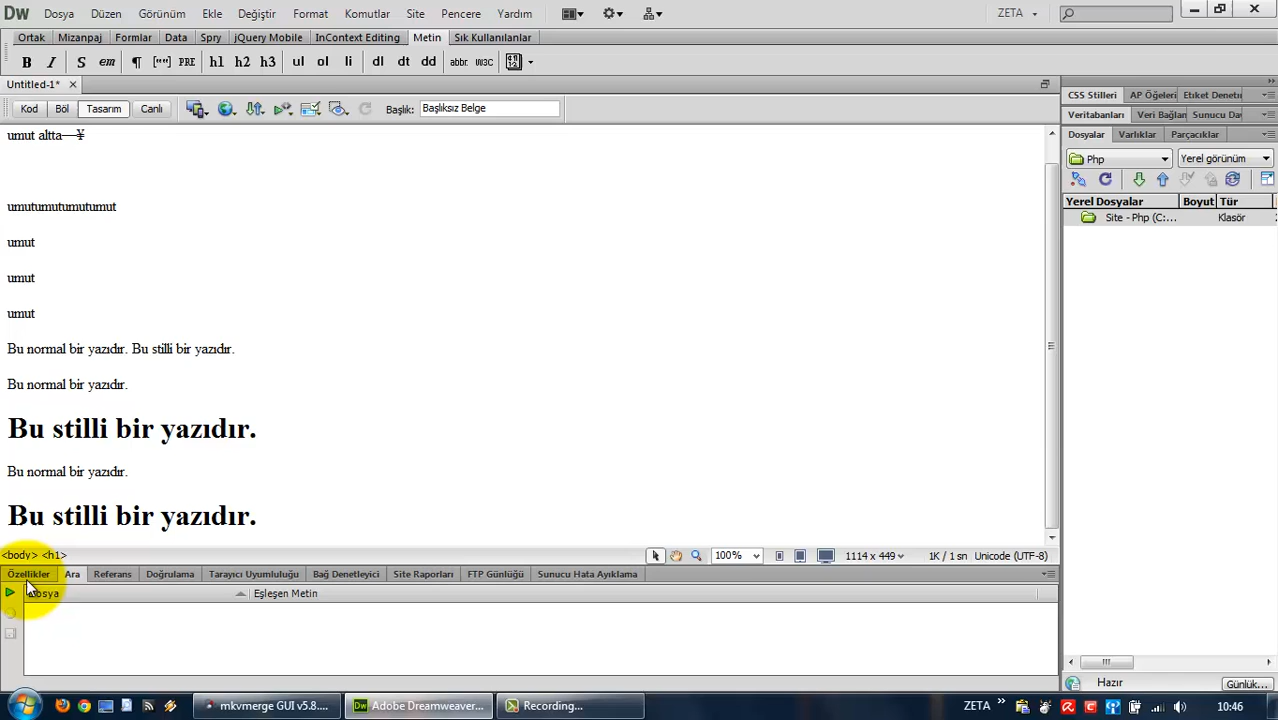 Dw Dosya Düzen Görünüm Ekle Değiştir Format Komutlar Site Pencere Yardım ZETA
Ortak Mizanpaj Formlar Data Spry jQuery Mobile InContext Editing Metin Sık Kullanılanlar
B I S em ¶ [""] PRE h1 h2 h3 ul ol li dl dt dd abbr. W3C
Untitled-1*
Kod Böl Tasarım Canlı Başlık: Başlıksız Belge
umut altta—¥
umutumutumutumut
umut
umut
umut
Bu normal bir yazıdır. Bu stilli bir yazıdır.
Bu normal bir yazıdır.
Bu stilli bir yazıdır.
Bu normal bir yazıdır.
Bu stilli bir yazıdır.
<body> <h1> 100% 1114 x 449 1K / 1 sn Unicode (UTF-8)
Özellikler Ara Referans Doğrulama Tarayıcı Uyumluluğu Bağ Denetleyici Site Raporları FTP Günlüğü Sunucu Hata Ayıklama
Dosya Eşleşen Metin
CSS Stilleri AP Öğeleri Etiket Denetı
Veritabanları Veri Bağlan Sunucu Da
Dosyalar Varlıklar Parçacıklar
Php Yerel görünüm
Yerel Dosyalar Boyut Tür
Site - Php (C:... Klasör
Hazır Günlük...
mkvmerge GUI v5.8.... Adobe Dreamweaver... Recording... ZETA 10:46